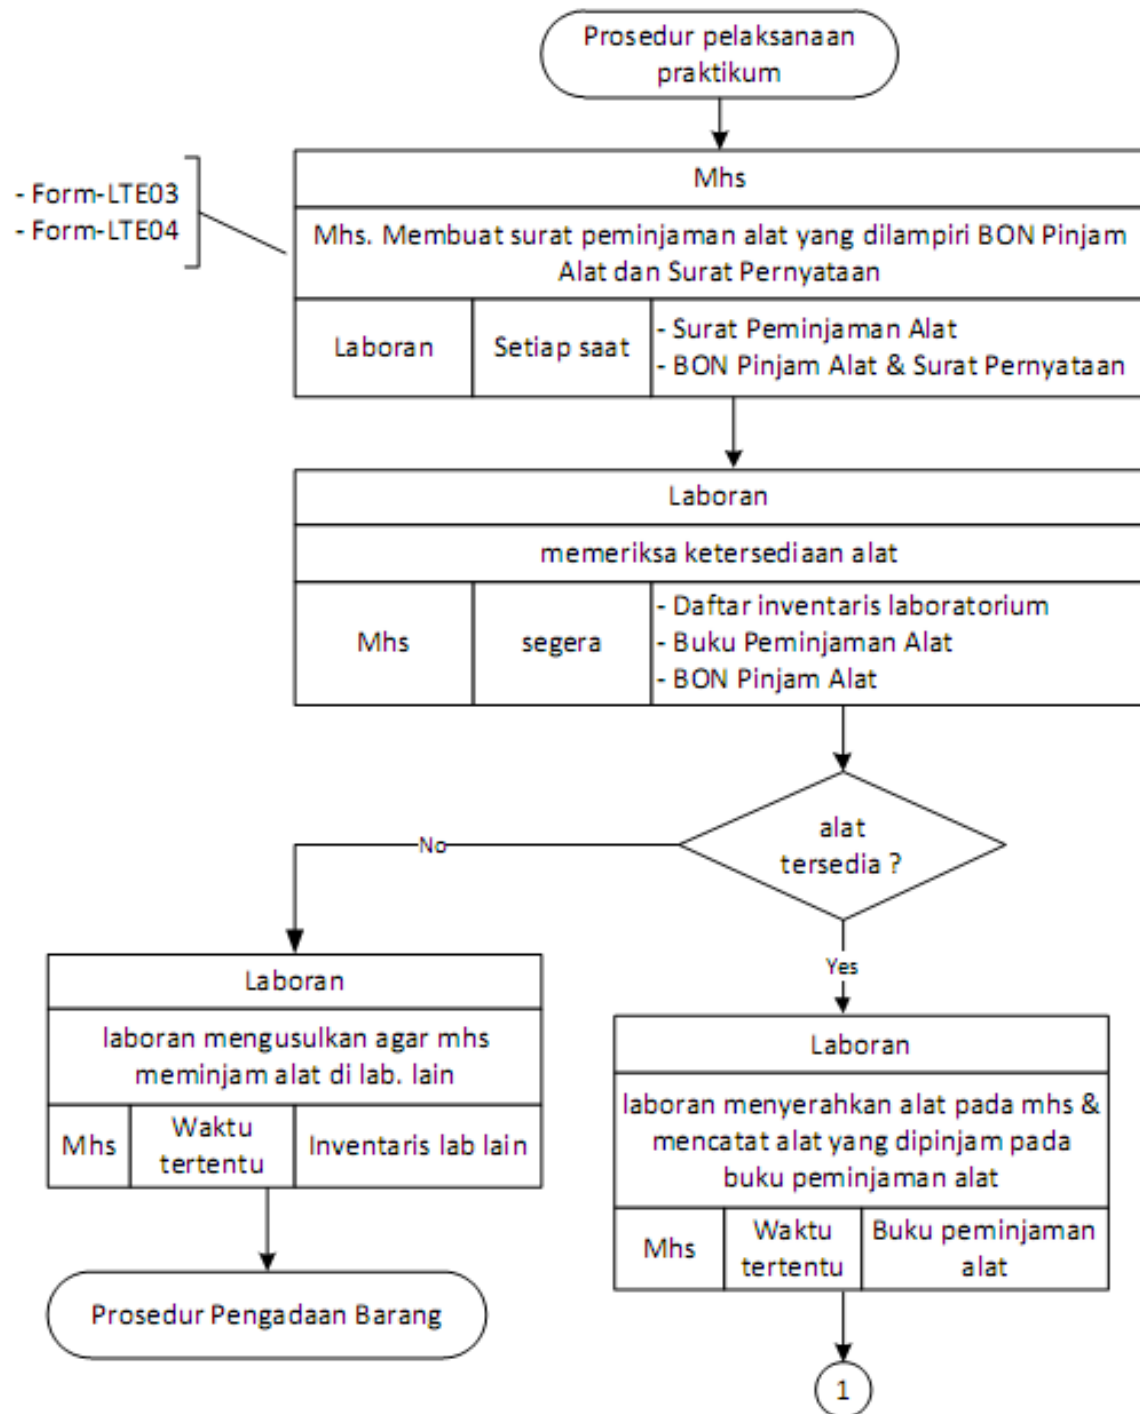 Prosedur pelaksanaan
praktikum
- Form-LTE03
- Form-LTE04
Mhs
Mhs. Membuat surat peminjaman alat yang dilampiri BON Pinjam
Alat dan Surat Pernyataan
Laboran
Setiap saat
- Surat Peminjaman Alat
- BON Pinjam Alat & Surat Pernyataan
Laboran
memeriksa ketersediaan alat
Mhs
segera
- Daftar inventaris laboratorium
- Buku Peminjaman Alat
- BON Pinjam Alat
alat
tersedia ?
No
Yes
Laboran
laboran mengusulkan agar mhs
meminjam alat di lab. lain
Mhs
Waktu
tertentu
Inventaris lab lain
Prosedur Pengadaan Barang
Laboran
laboran menyerahkan alat pada mhs &
mencatat alat yang dipinjam pada
buku peminjaman alat
Mhs
Waktu
tertentu
Buku peminjaman
alat
1